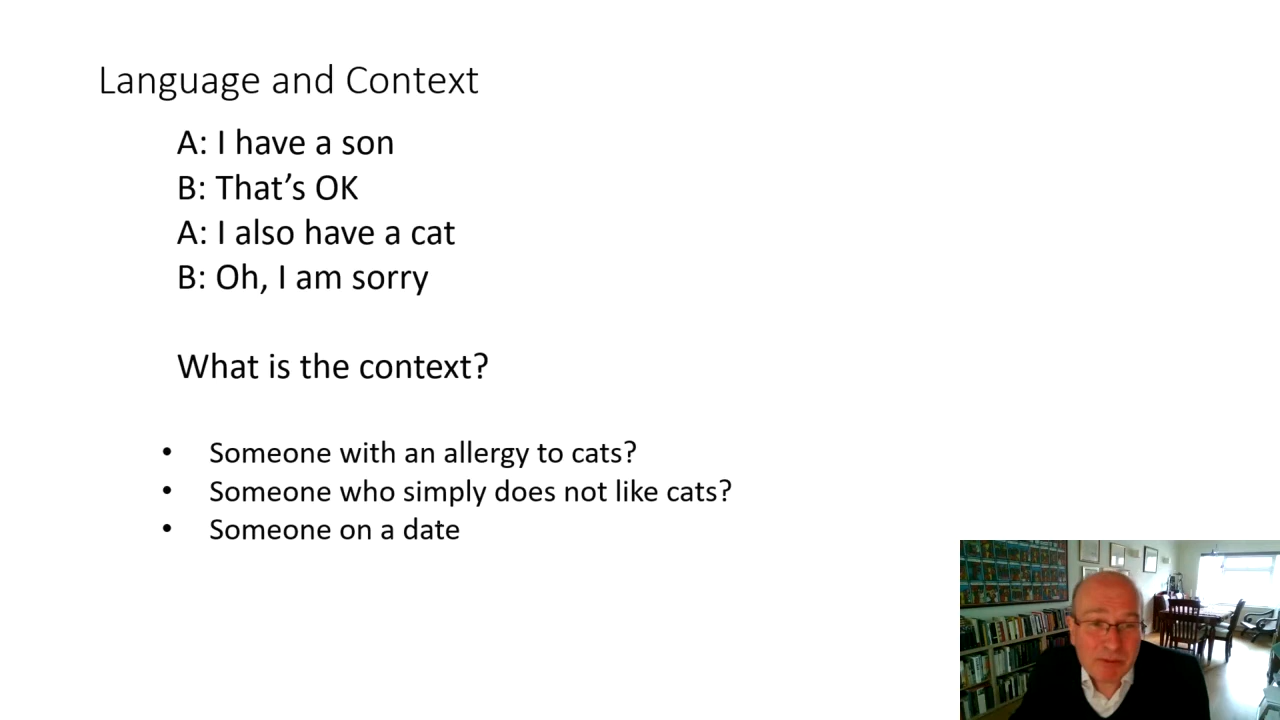 Language and Context
A: I have a son
B: That’s OK
A: I also have a cat
B: Oh, I am sorry
What is the context?
• Someone with an allergy to cats?
• Someone who simply does not like cats?
• Someone on a date